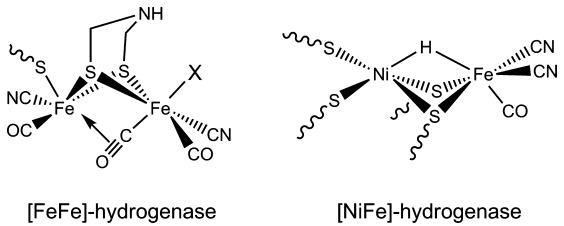 NH
S
S
S
X
NC
Fe
Fe
OC
C
CN
O
CO
H
S
CN
Ni
Fe
CN
S
S
S
CO
[FeFe]-hydrogenase
[NiFe]-hydrogenase